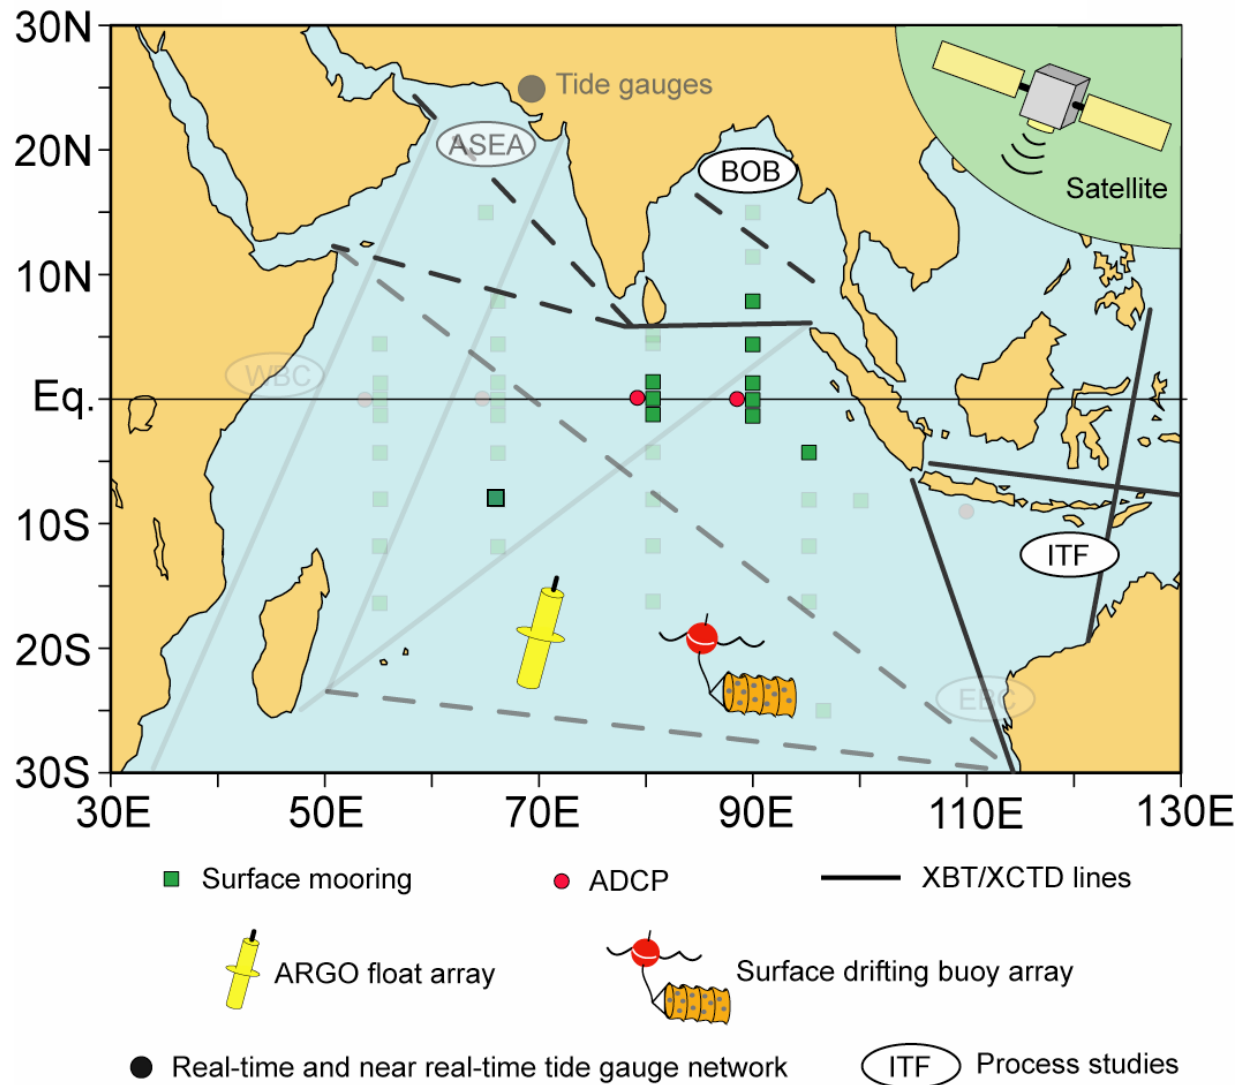 30N
Tide gauges
20N
ASEA
BOB
Satellite
10N
WBC
Eq.
10S
ITF
20S
EBC
30S
30E 50E 70E 90E 110E 130E
Surface mooring
ADCP
XBT/XCTD lines
ARGO float array
Surface drifting buoy array
Real-time and near real-time tide gauge network
ITF
Process studies